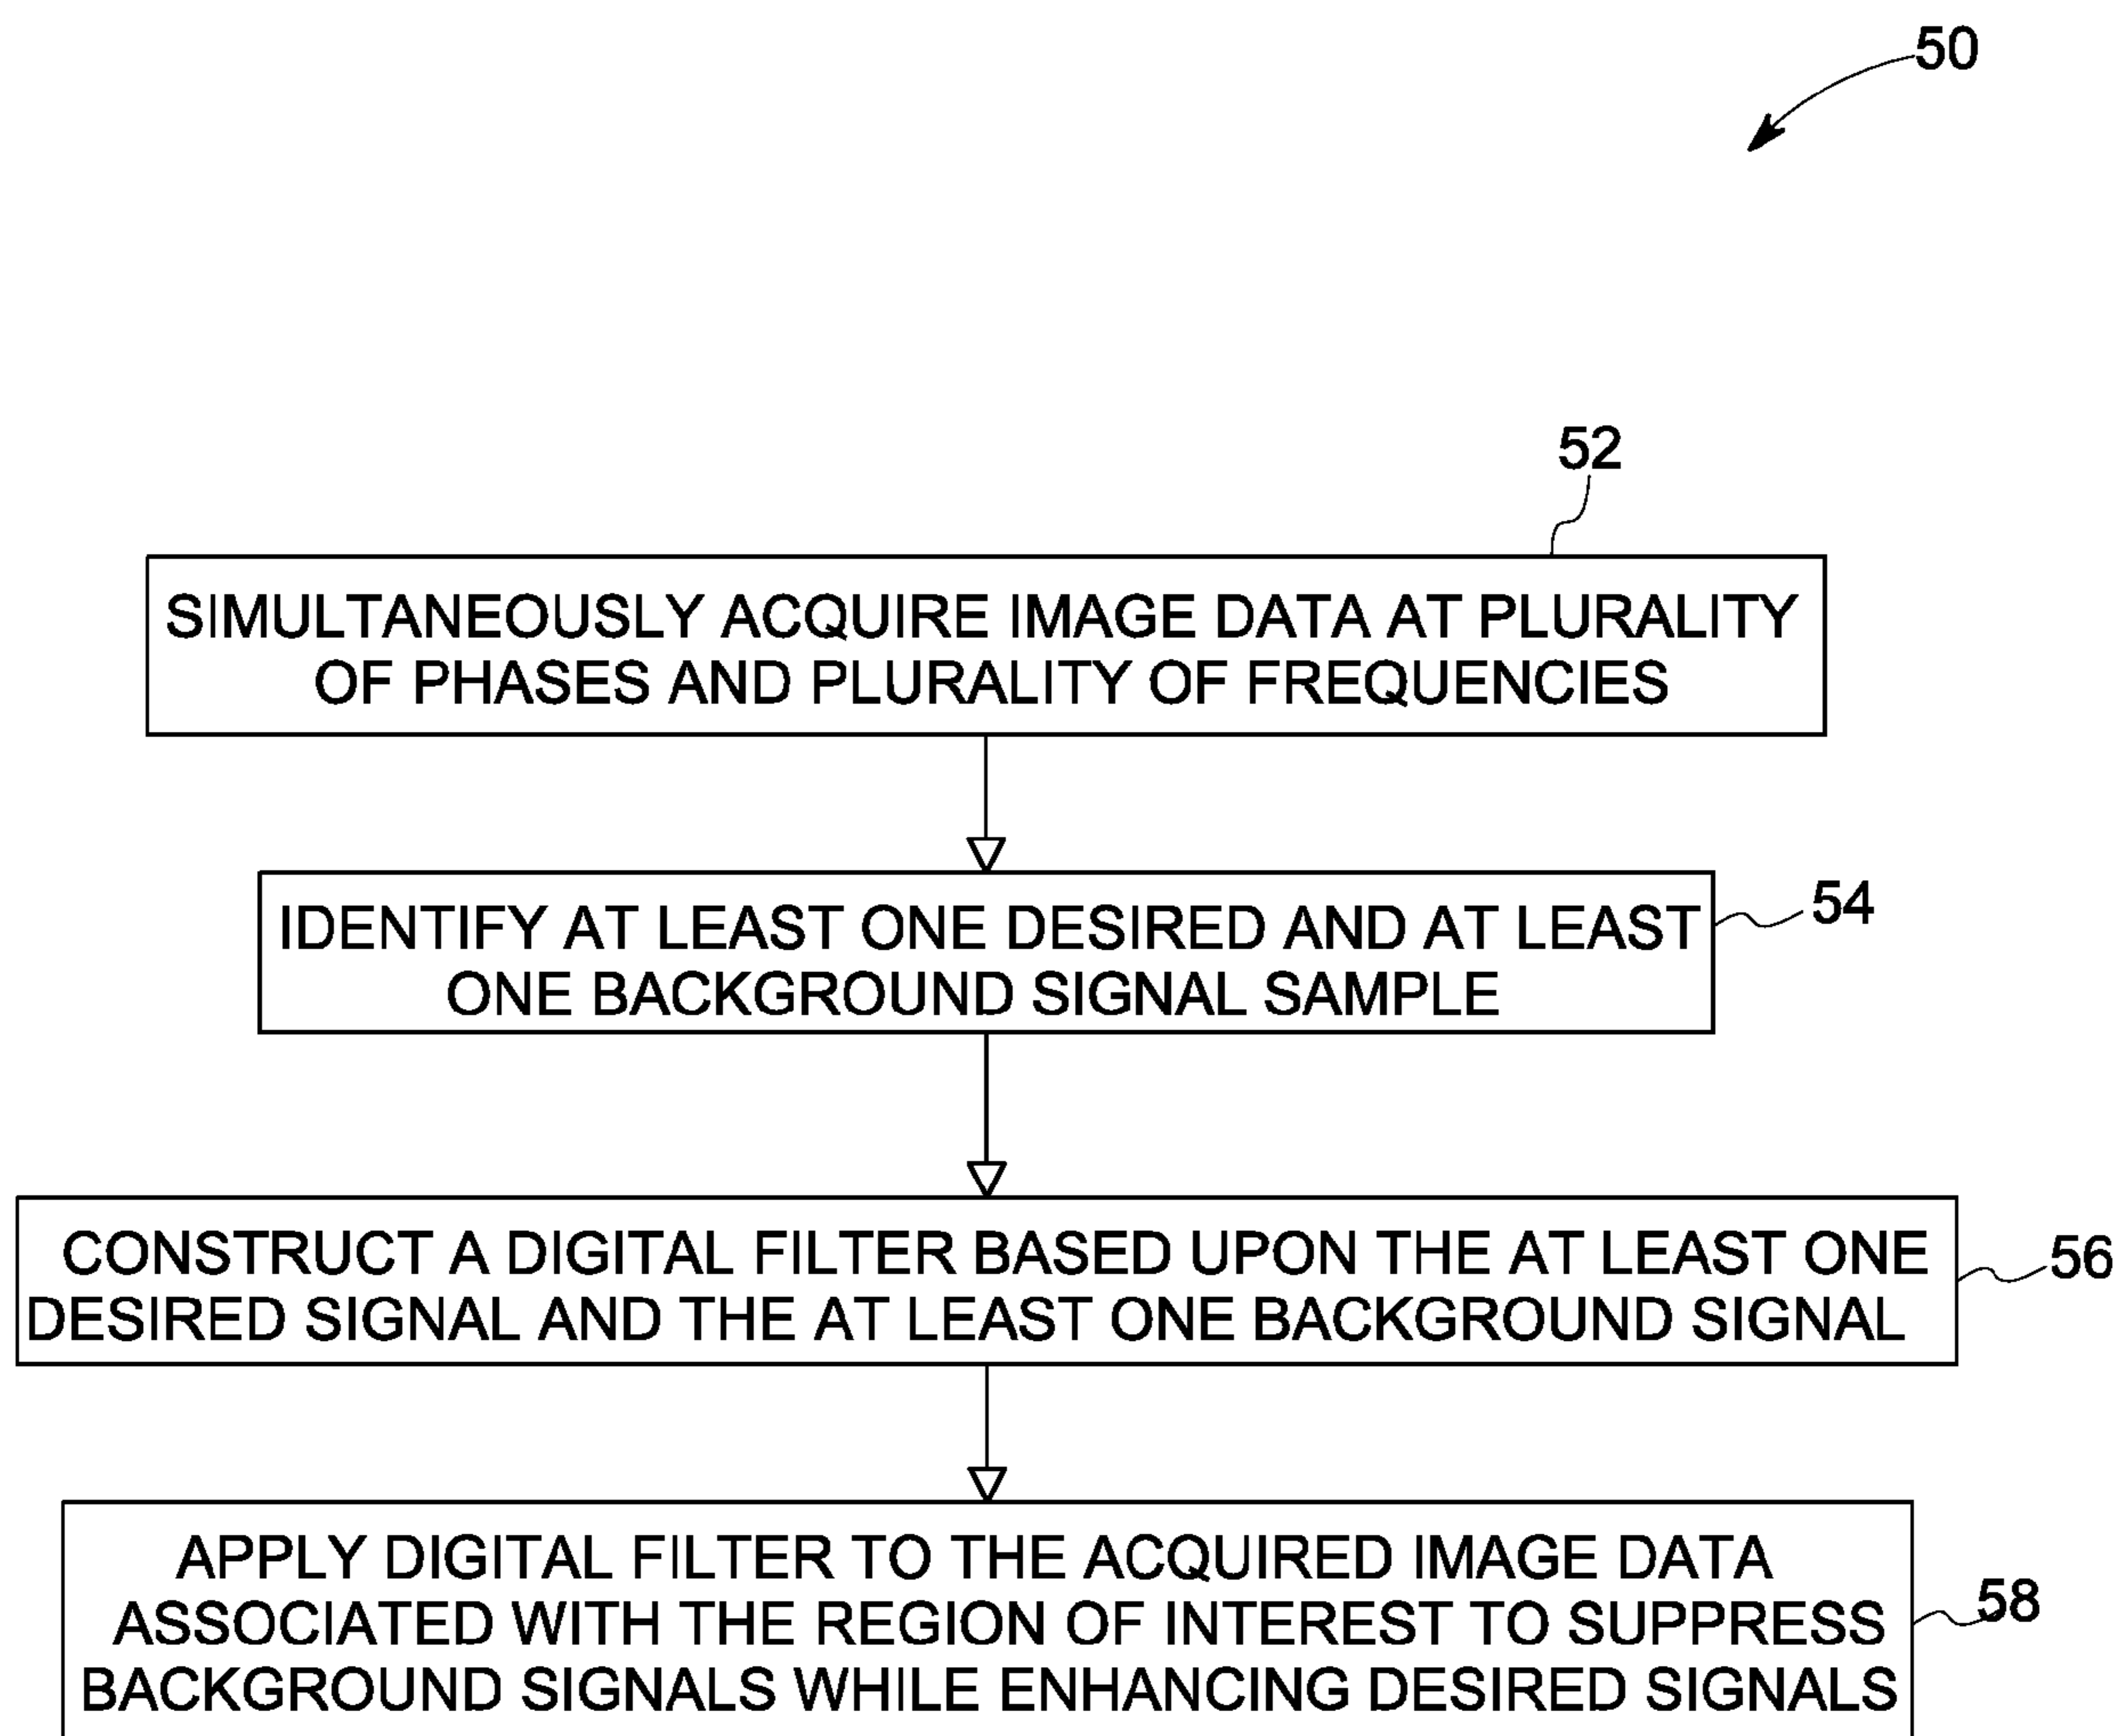 50
52
SIMULTANEOUSLY ACQUIRE IMAGE DATA AT PLURALITY
OF PHASES AND PLURALITY OF FREQUENCIES
IDENTIFY AT LEAST ONE DESIRED AND AT LEAST
ONE BACKGROUND SIGNAL SAMPLE
54
CONSTRUCT A DIGITAL FILTER BASED UPON THE AT LEAST ONE
DESIRED SIGNAL AND THE AT LEAST ONE BACKGROUND SIGNAL
56
APPLY DIGITAL FILTER TO THE ACQUIRED IMAGE DATA
ASSOCIATED WITH THE REGION OF INTEREST TO SUPPRESS
BACKGROUND SIGNALS WHILE ENHANCING DESIRED SIGNALS
58